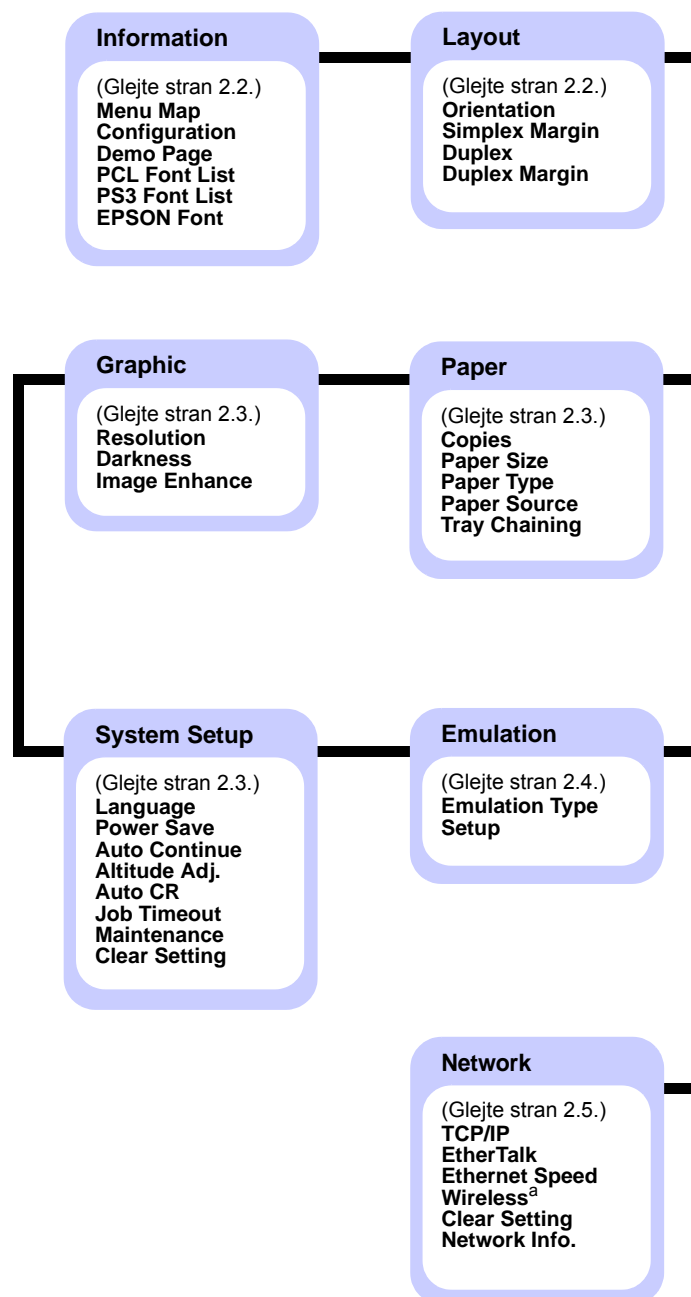 Information
(Glejte stran 2.2.)
Menu Map
Configuration
Demo Page
PCL Font List
PS3 Font List
EPSON Font
Layout
(Glejte stran 2.2.)
Orientation
Simplex Margin
Duplex
Duplex Margin
Graphic
(Glejte stran 2.3.)
Resolution
Darkness
Image Enhance
Paper
(Glejte stran 2.3.)
Copies
Paper Size
Paper Type
Paper Source
Tray Chaining
System Setup
(Glejte stran 2.3.)
Language
Power Save
Auto Continue
Altitude Adj.
Auto CR
Job Timeout
Maintenance
Clear Setting
Emulation
(Glejte stran 2.4.)
Emulation Type
Setup
Network
(Glejte stran 2.5.)
TCP/IP
EtherTalk
Ethernet Speed
Wirelessa
Clear Setting
Network Info.